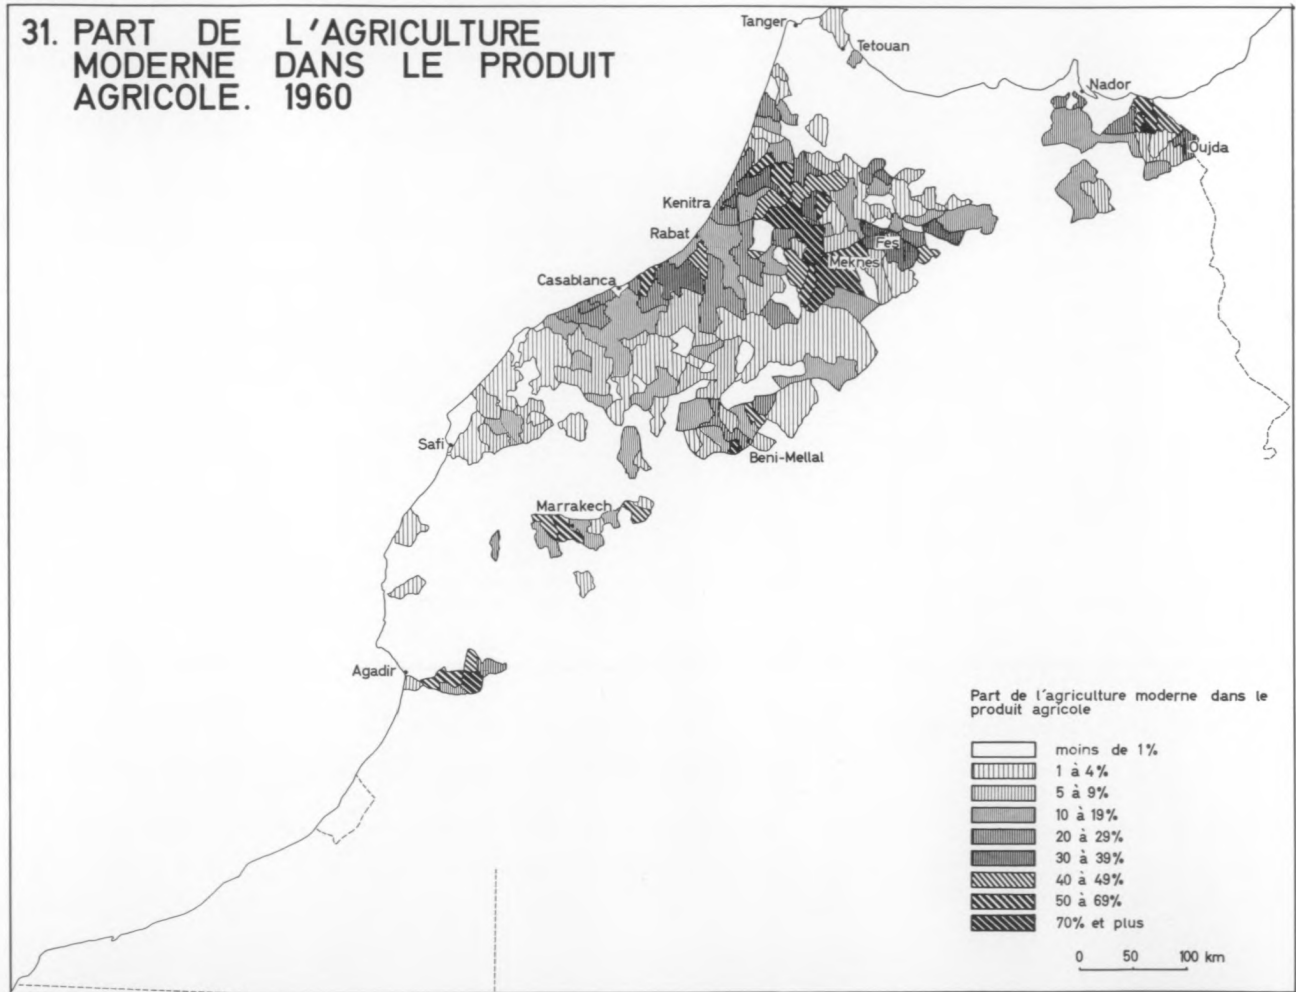 31. PART DE L'AGRICULTURE
MODERNE DANS LE PRODUIT
AGRICOLE. 1960
Tanger
Tetouan
Nador
Oujda
Kenitra
Rabat
Fes
Meknes
Casablanca
Safi
Beni-Mellal
Marrakech
Agadir
Part de l'agriculture moderne dans le
produit agricole
moins de 1%
1 à 4%
5 à 9%
10 à 19%
20 à 29%
30 à 39%
40 à 49%
50 à 69%
70% et plus
0 50 100 km